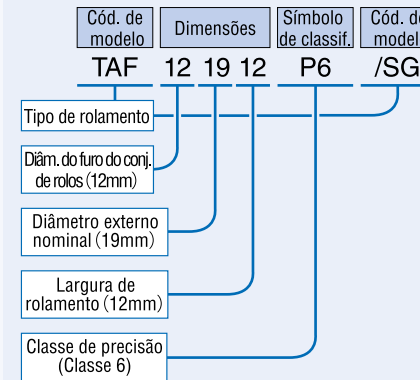 Cód. de
modelo
Dimensões
Símbolo
de classif.
Cód. de
TAF 12 19 12 P6 /SG
Tipo de rolamento
Diâm. do furo do conj.
de rolos (12mm)
Diâmetro externo
nominal (19mm)
Largura de
rolamento (12mm)
Classe de precisão
(Classe 6)